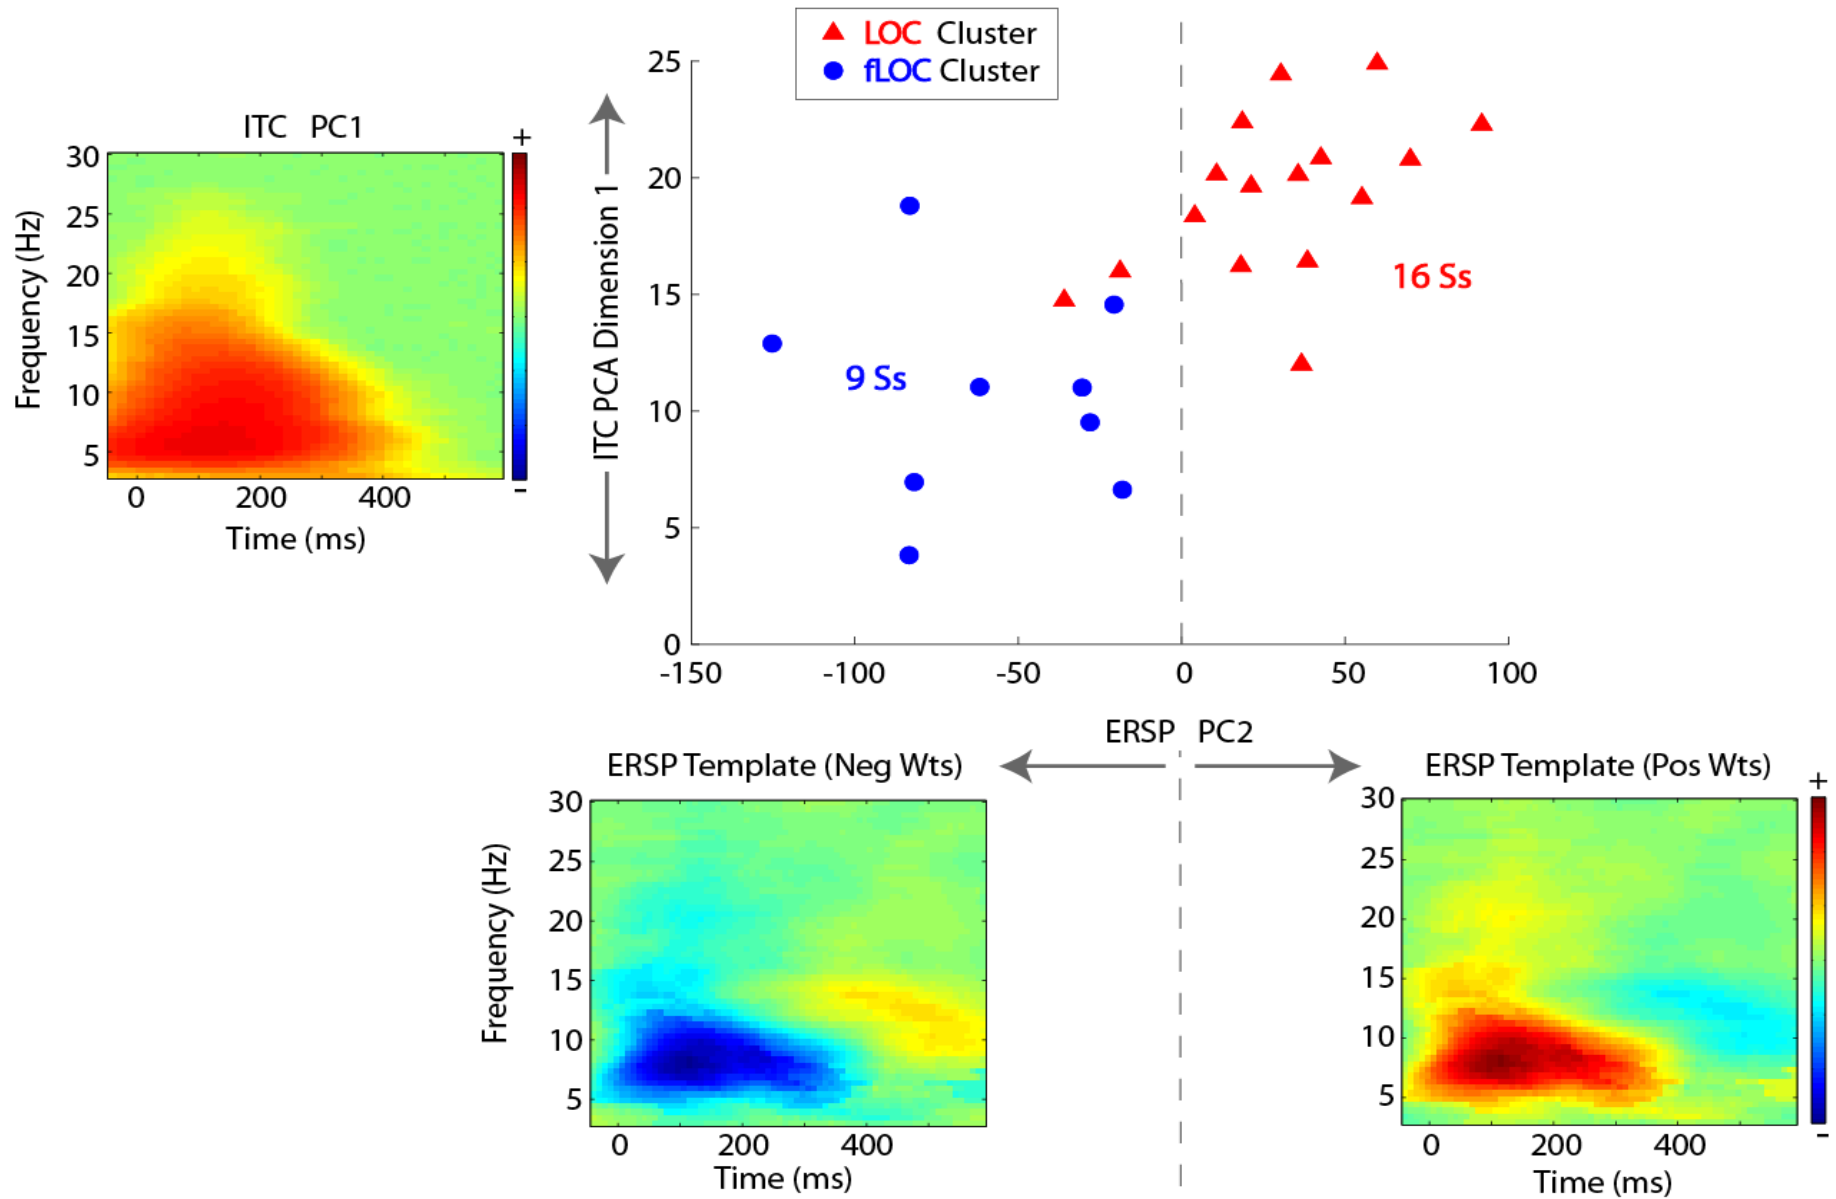 LOC Cluster
fLOC Cluster
ITC PC1
+
30
25
20
15
10
5
-
0 200 400
Time (ms)
Frequency (Hz)
ITC PCA Dimension 1
25
20
15
10
5
0
16 Ss
9 Ss
-150 -100 -50 0 50 100
ERSP PC2
ERSP Template (Neg Wts)
30
25
20
15
10
5
0 200 400
Time (ms)
Frequency (Hz)
ERSP Template (Pos Wts)
+
30
25
20
15
10
5
-
0 200 400
Time (ms)